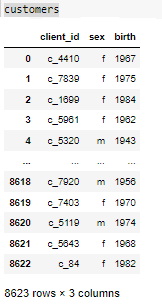 customers
client_id sex birth
0 c_4410 f 1967
1 c_7839 f 1975
2 c_1699 f 1984
3 c_5961 f 1962
4 c_5320 m 1943
... ... ... ...
8618 c_7920 m 1956
8619 c_7403 f 1970
8620 c_5119 m 1974
8621 c_5643 f 1968
8622 c_84 f 1982
8623 rows × 3 columns